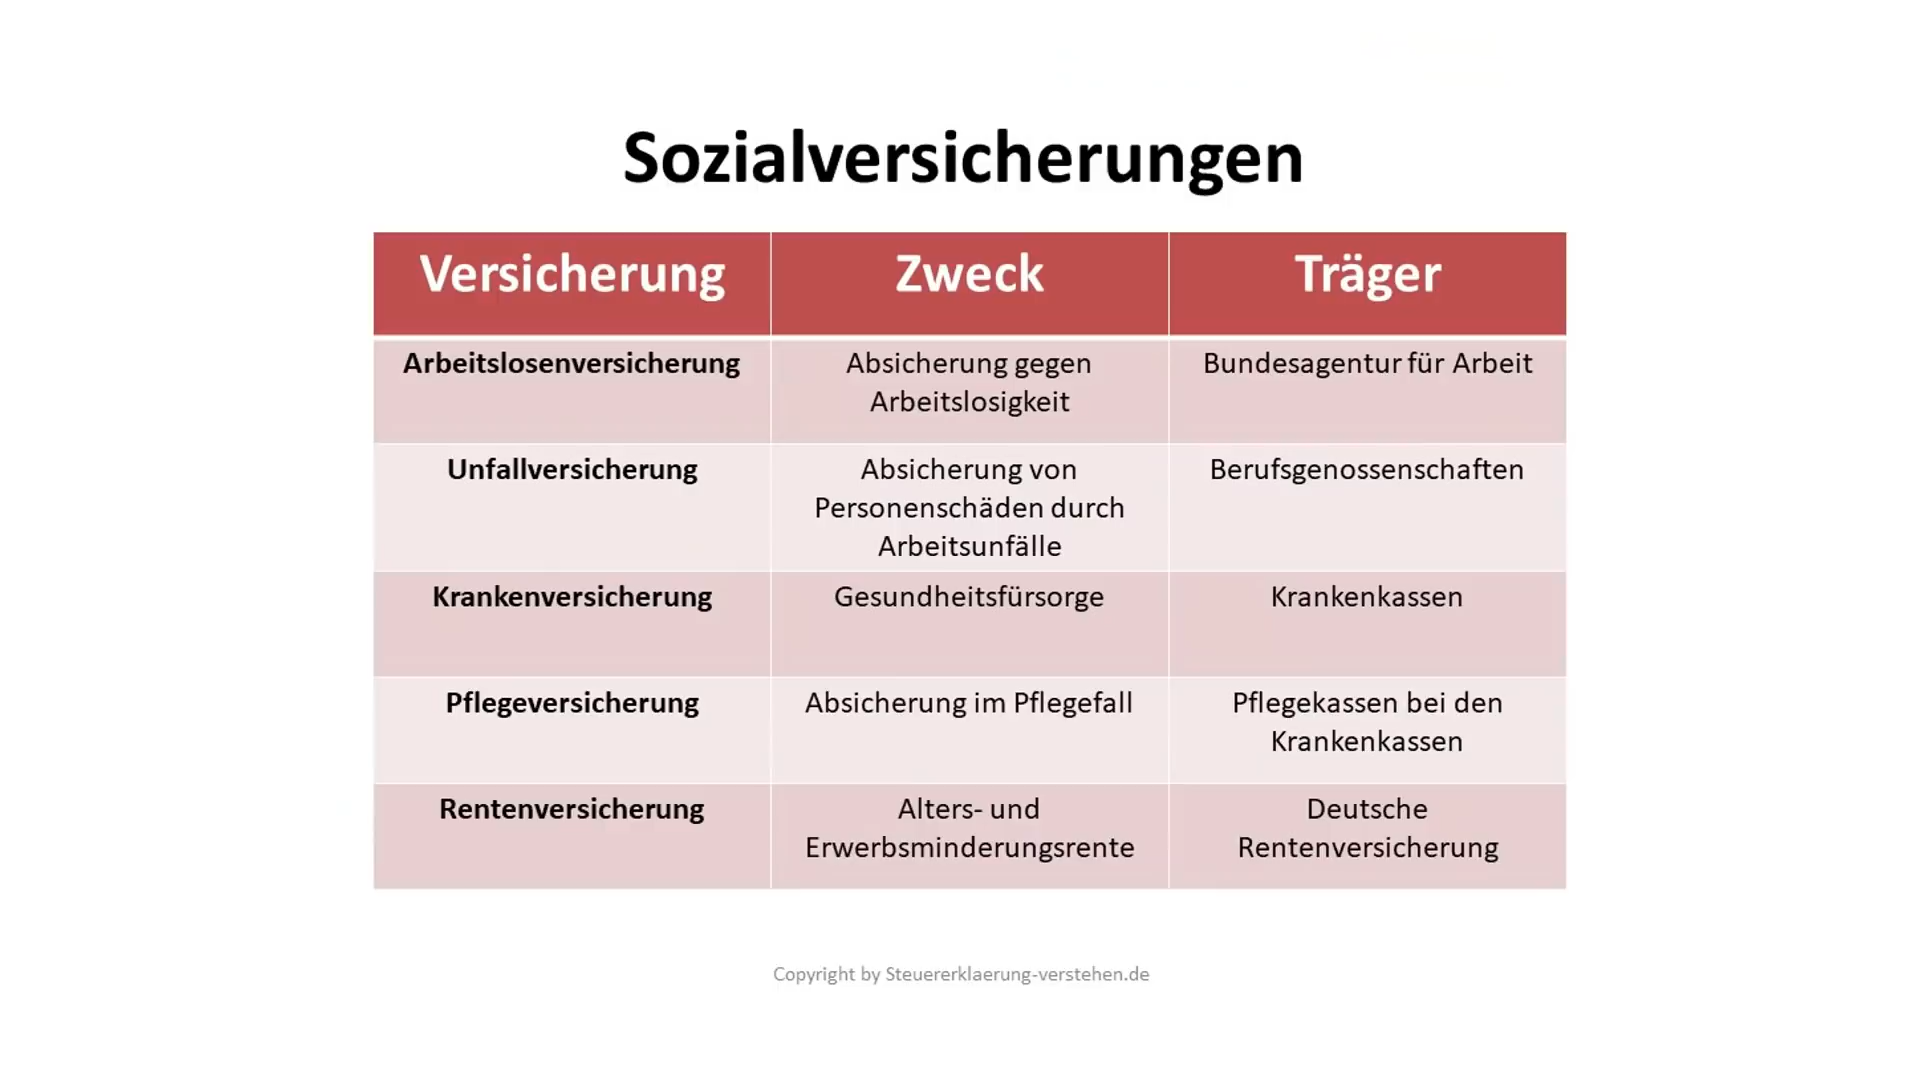 Sozialversicherungen
Versicherung Zweck Träger
Arbeitslosenversicherung Absicherung gegen Bundesagentur für Arbeit
Arbeitslosigkeit
Unfallversicherung Absicherung von Berufsgenossenschaften
Personenschäden durch
Arbeitsunfälle
Krankenversicherung Gesundheitsfürsorge Krankenkassen
Pflegeversicherung Absicherung im Pflegefall Pflegekassen bei den
Krankenkassen
Rentenversicherung Alters- und Deutsche
Erwerbsminderungsrente Rentenversicherung
Copyright by Steuererklaerung-verstehen.de